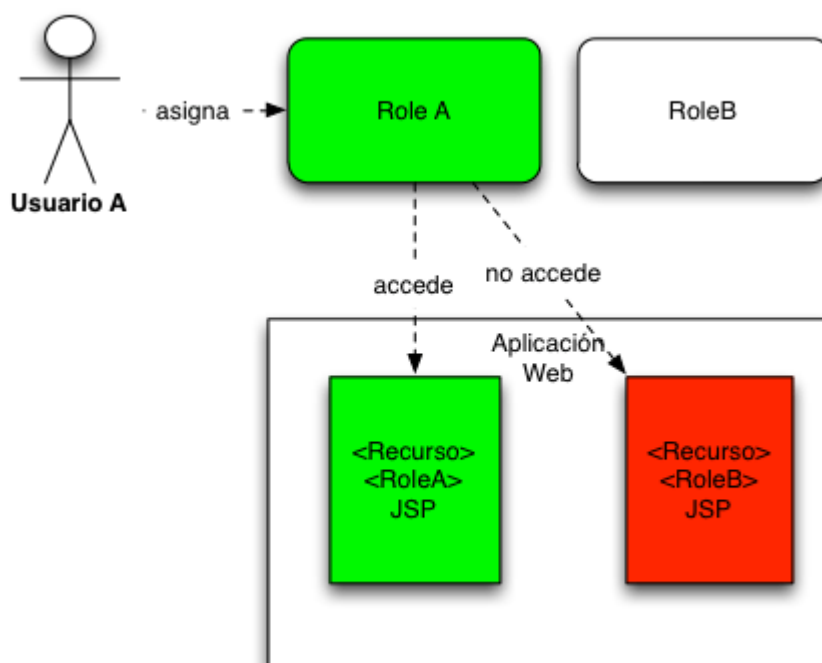 asigna
Role A
RoleB
Usuario A
accede
no accede
Aplicación
Web
<Recurso>
<RoleA>
JSP
<Recurso>
<RoleB>
JSP